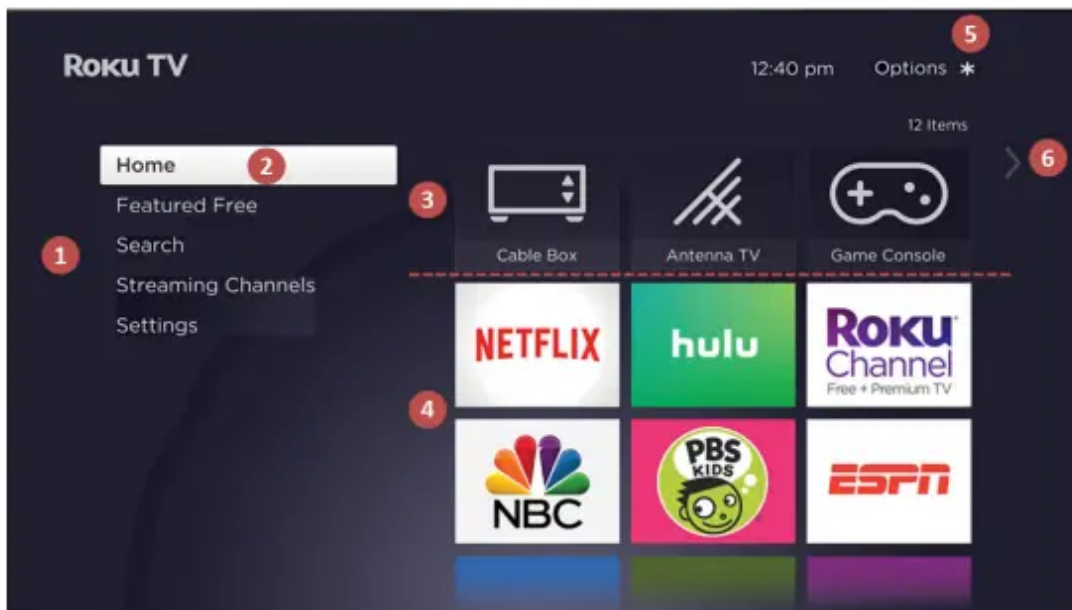 5
Roku TV
12:40 pm Options *
12 Items
6
Home 2
Featured Free
1 Search
Streaming Channels
Settings
3
Cable Box Antenna TV Game Console
NETFLIX hulu Roku
Channel
Free + Premium TV
4
NBC PBS
KIDS ESPN